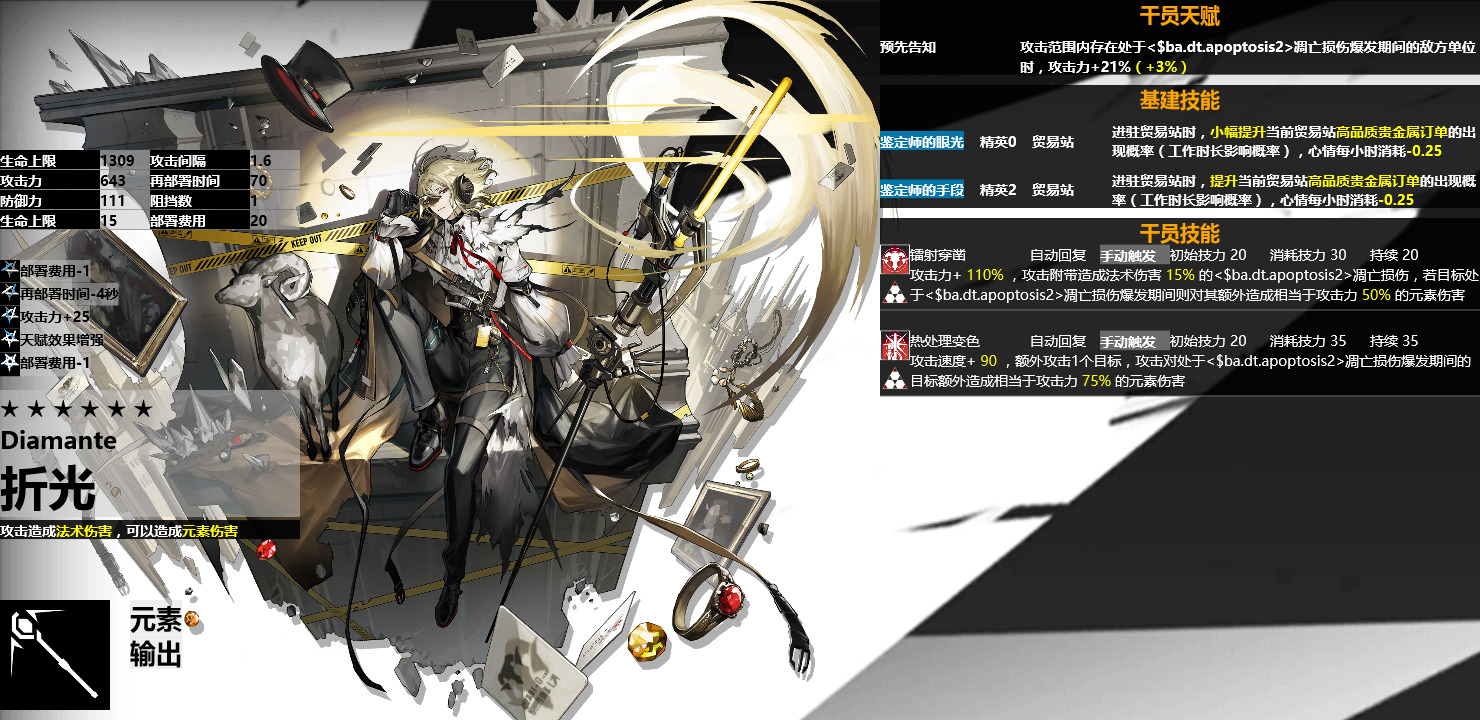 生命上限 1309 攻击间隔 1.6
攻击力 643 再部署时间 70
防御力 111 阻挡数 1
生命上限 15 部署费用 20
部署费用-1
再部署时间-4秒
攻击力+25
天赋效果增强
部署费用-1
★ ★ ★ ★ ★ ★
Diamante
折光
攻击造成法术伤害，可以造成元素伤害
元素
输出
KEEP OUT
EP OUT
干员天赋
预先告知
攻击范围内存在处于<$ba.dt.apoptosis2>凋亡损伤爆发期间的敌方单位
时，攻击力+21%（+3%）
基建技能
鉴定师的眼光 精英0 贸易站
进驻贸易站时，小幅提升当前贸易站高品质贵金属订单的出
现概率（工作时长影响概率），心情每小时消耗-0.25
鉴定师的手段 精英2 贸易站
进驻贸易站时，提升当前贸易站高品质贵金属订单的出现概
率（工作时长影响概率），心情每小时消耗-0.25
干员技能
镭射穿凿 自动回复 手动触发 初始技力 20 消耗技力 30 持续 20
攻击力+ 110% ，攻击附带造成法术伤害 15% 的<$ba.dt.apoptosis2>凋亡损伤，若目标处
于<$ba.dt.apoptosis2>凋亡损伤爆发期间则对其额外造成相当于攻击力 50% 的元素伤害
热处理变色 自动回复 手动触发 初始技力 20 消耗技力 35 持续 35
攻击速度+ 90 ，额外攻击1个目标，攻击对处于<$ba.dt.apoptosis2>凋亡损伤爆发期间的
目标额外造成相当于攻击力 75% 的元素伤害